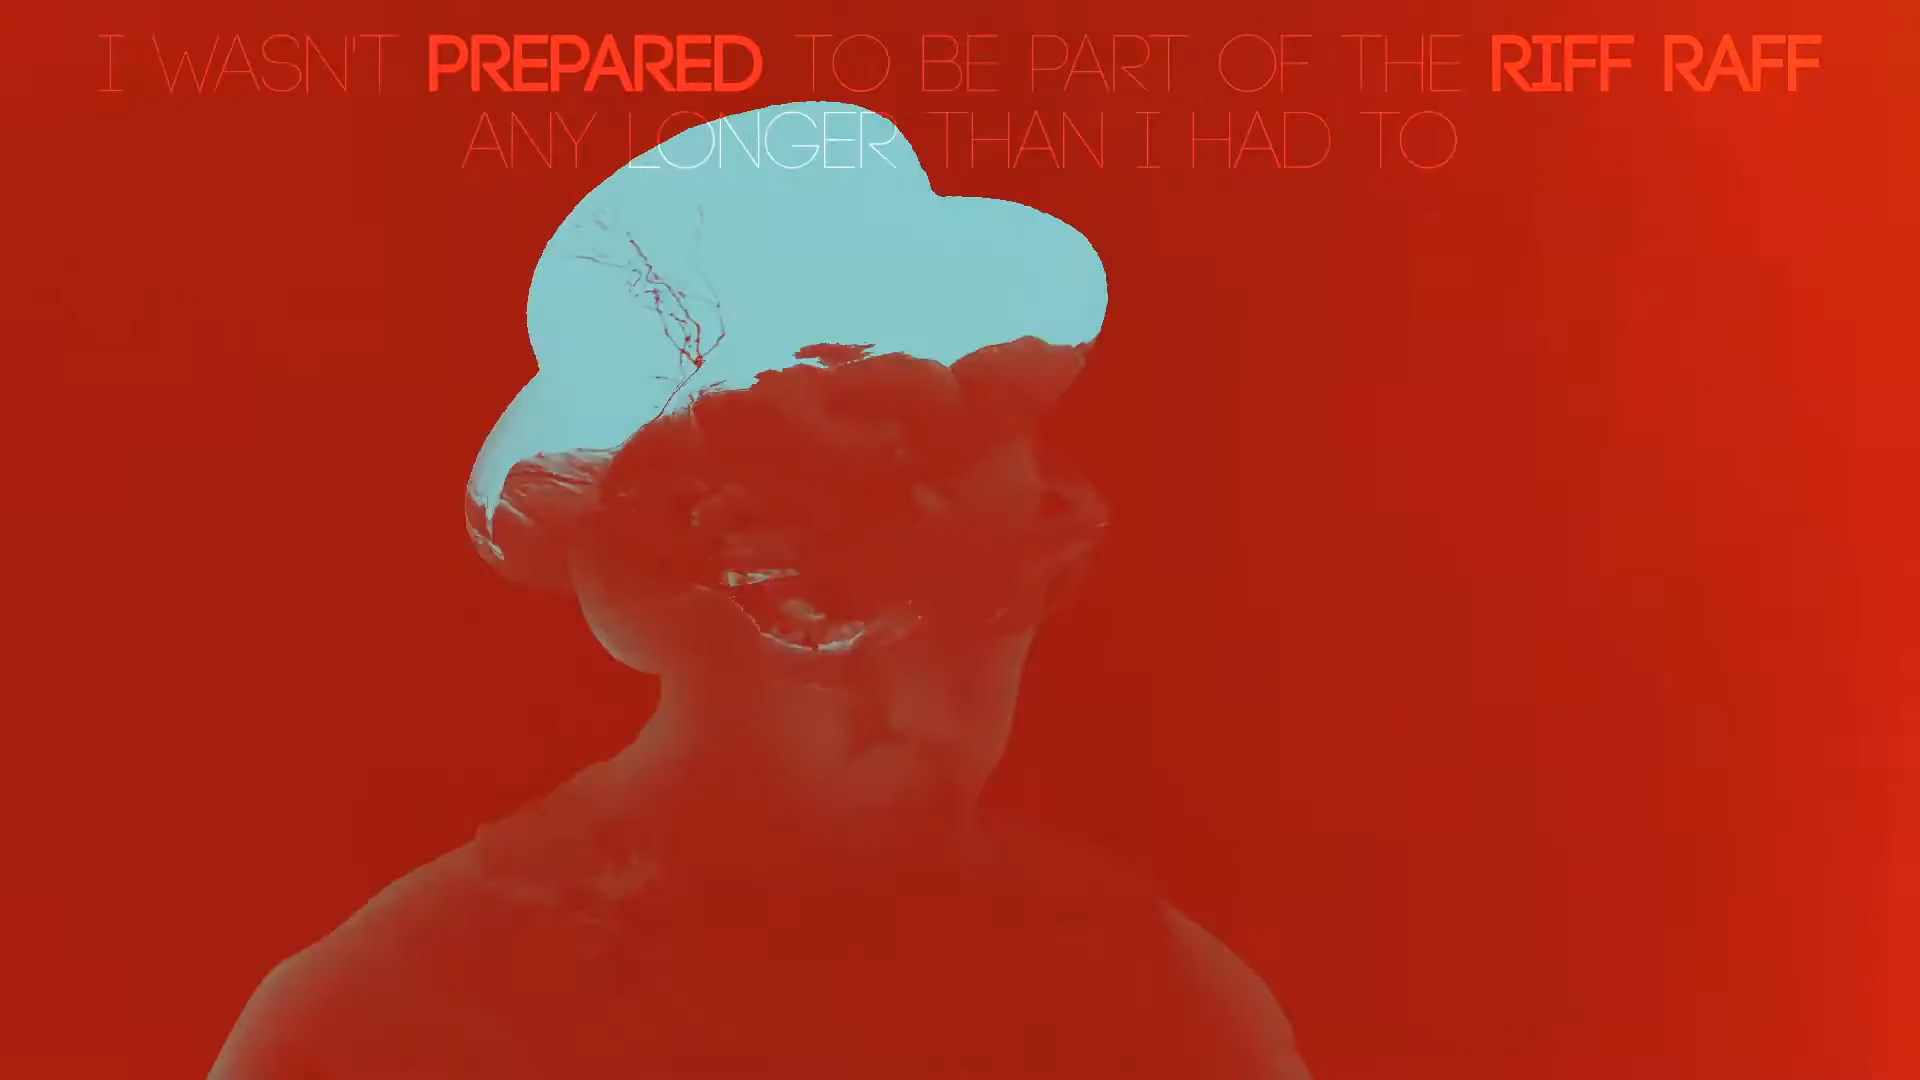 I WASN'T PREPARED TO BE PART OF THE RIFF RAFF
ANY LONGER THAN I HAD TO